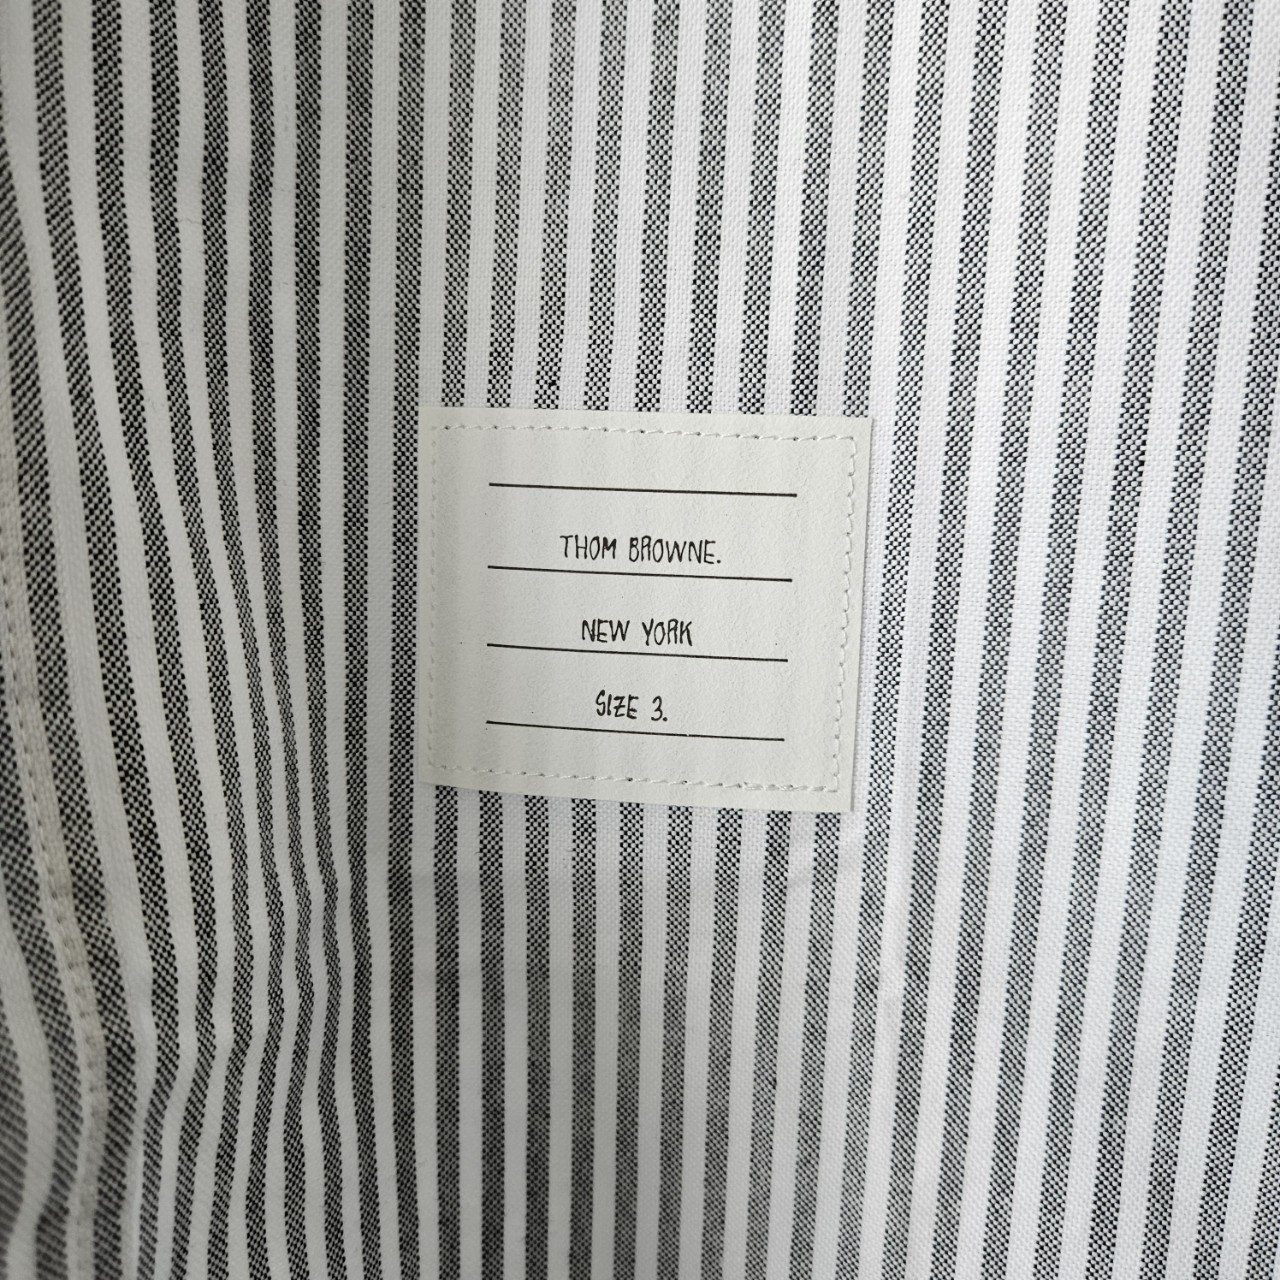 THOM BROWNE.
NEW YORK
SIZE 3.